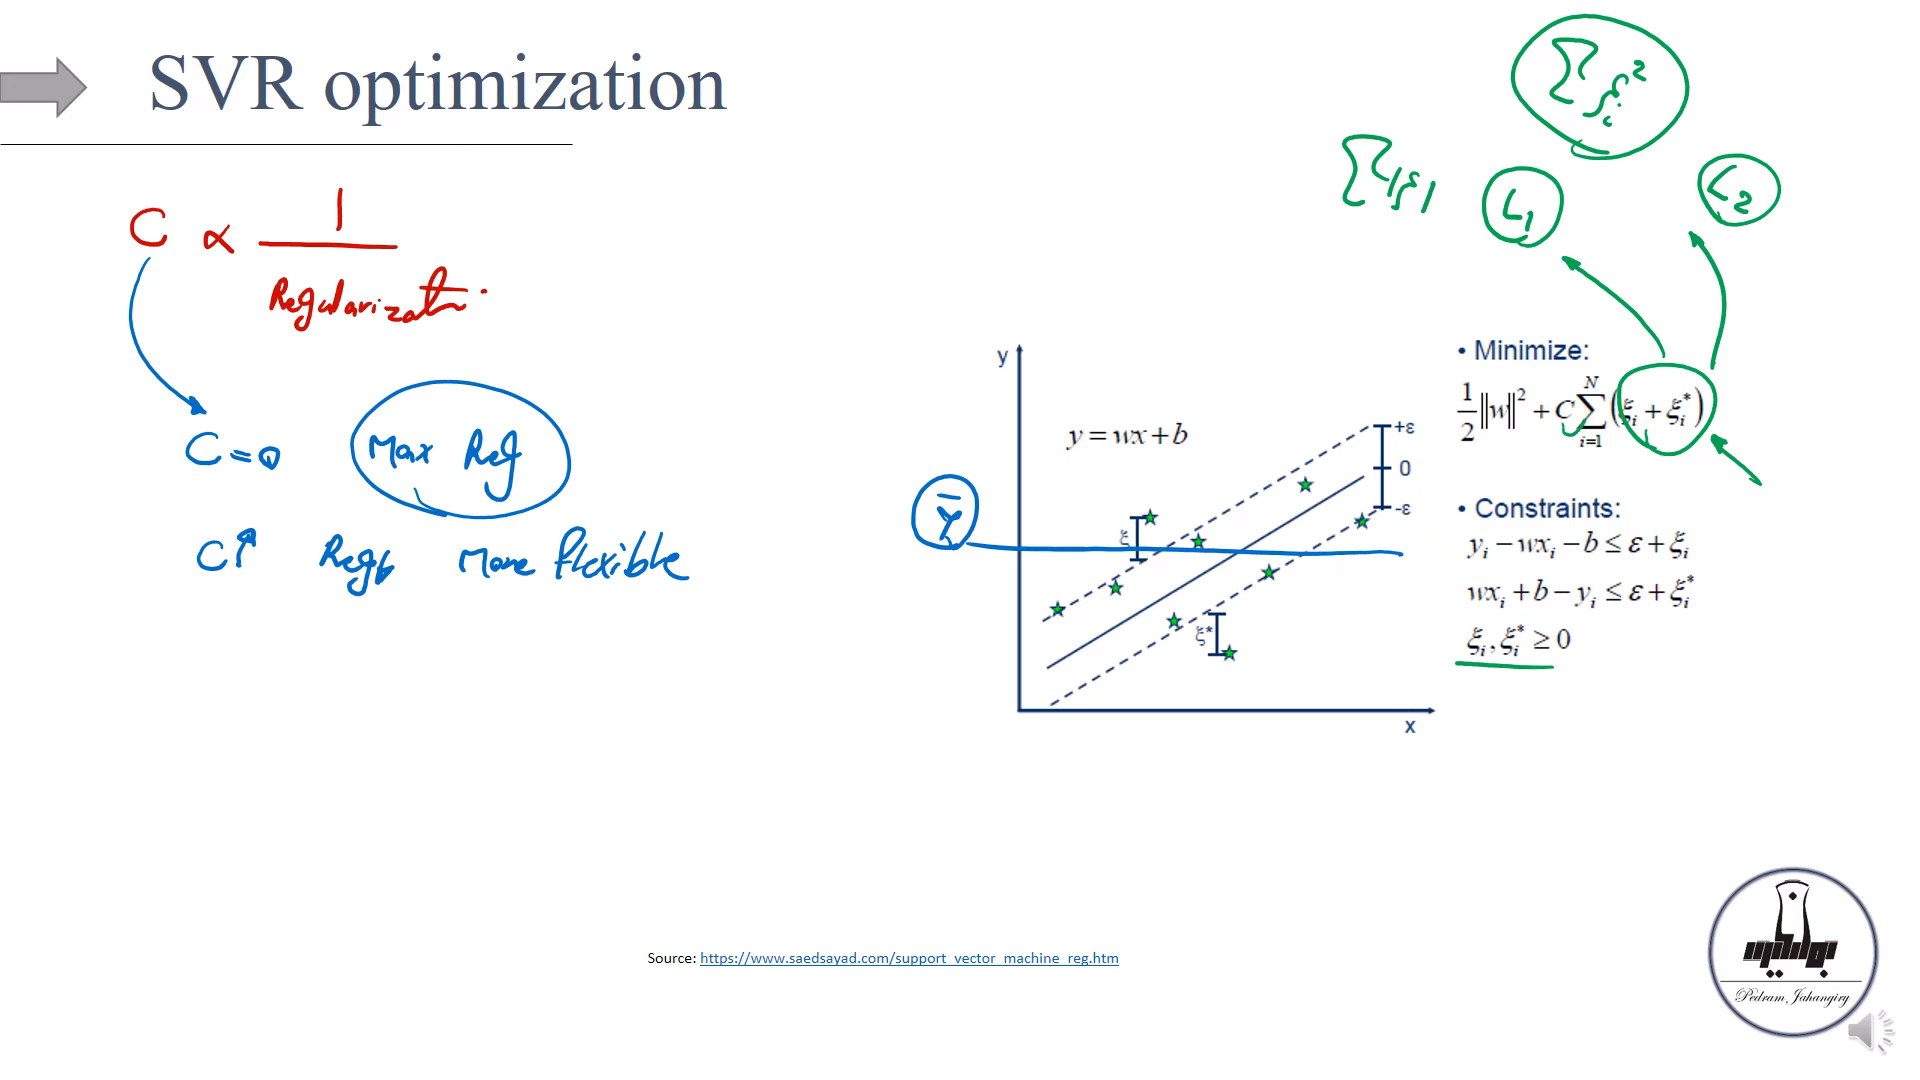 SVR optimization
C ∝ 1 / Regularizati
C = 0 Max Reg
C↑ Reg↓ More flexible
∑ ξi²
∑ |ξ| L1 L2
y
y = wx + b
+ε
0
-ε
ȳ
ξ
ξ*
x
• Minimize:
1/2 ||w||² + C ∑_{i=1}^{N} (ξi + ξi*)
• Constraints:
yi − wxi − b ≤ ε + ξi
wxi + b − yi ≤ ε + ξi*
ξi, ξi* ≥ 0
Source: https://www.saedsayad.com/support_vector_machine_reg.htm
Pedram Jahangiry